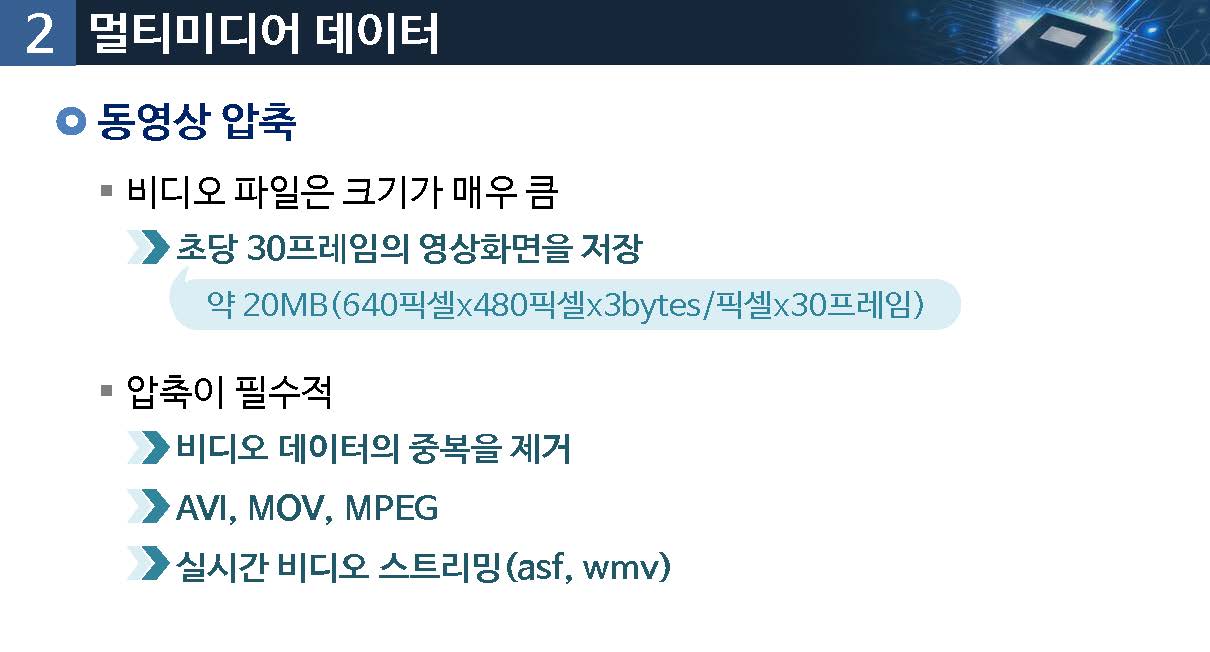 2 멀티미디어 데이터
동영상 압축
비디오 파일은 크기가 매우 큼
초당 30프레임의 영상화면을 저장
약 20MB(640픽셀x480픽셀x3bytes/픽셀x30프레임)
압축이 필수적
비디오 데이터의 중복을 제거
AVI, MOV, MPEG
실시간 비디오 스트리밍(asf, wmv)